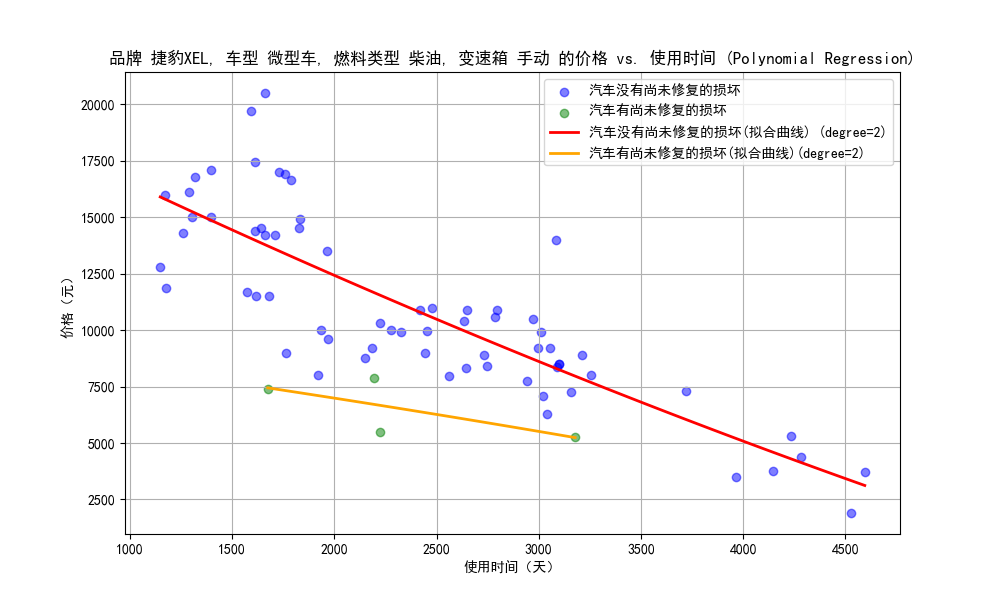 品牌 捷豹XEL, 车型 微型车, 燃料类型 柴油, 变速箱 手动 的价格 vs. 使用时间 (Polynomial Regression)
汽车没有尚未修复的损坏
汽车有尚未修复的损坏
汽车没有尚未修复的损坏(拟合曲线) (degree=2)
汽车有尚未修复的损坏(拟合曲线)(degree=2)
价格（元）
20000
17500
15000
12500
10000
7500
5000
2500
1000 1500 2000 2500 3000 3500 4000 4500
使用时间（天）